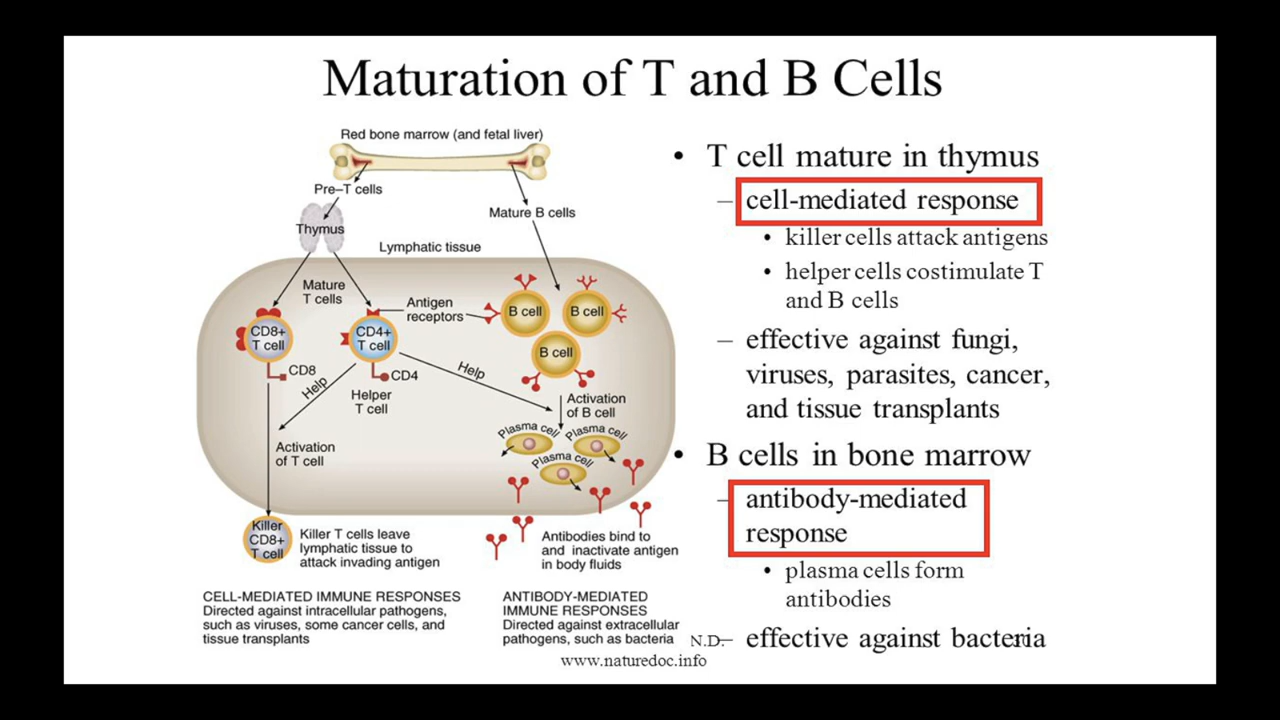 Maturation of T and B Cells
Red bone marrow (and fetal liver)
Pre–T cells
Mature B cells
Thymus
Lymphatic tissue
Mature
T cells
Antigen
receptors
B cell
B cell
B cell
CD8+
T cell
CD4+
T cell
CD8
CD4
Help
Help
Helper
T cell
Activation
of B cell
Plasma cell
Plasma cell
Plasma cell
Activation
of T cell
Killer
CD8+
T cell
Killer T cells leave
lymphatic tissue to
attack invading antigen
Antibodies bind to
and inactivate antigen
in body fluids
CELL-MEDIATED IMMUNE RESPONSES
Directed against intracellular pathogens,
such as viruses, some cancer cells, and
tissue transplants
ANTIBODY-MEDIATED
IMMUNE RESPONSES
Directed against extracellular
pathogens, such as bacteria
• T cell mature in thymus
– cell-mediated response
• killer cells attack antigens
• helper cells costimulate T
and B cells
– effective against fungi,
viruses, parasites, cancer,
and tissue transplants
• B cells in bone marrow
– antibody-mediated
response
• plasma cells form
antibodies
– effective against bacteria
N.D.
www.naturedoc.info